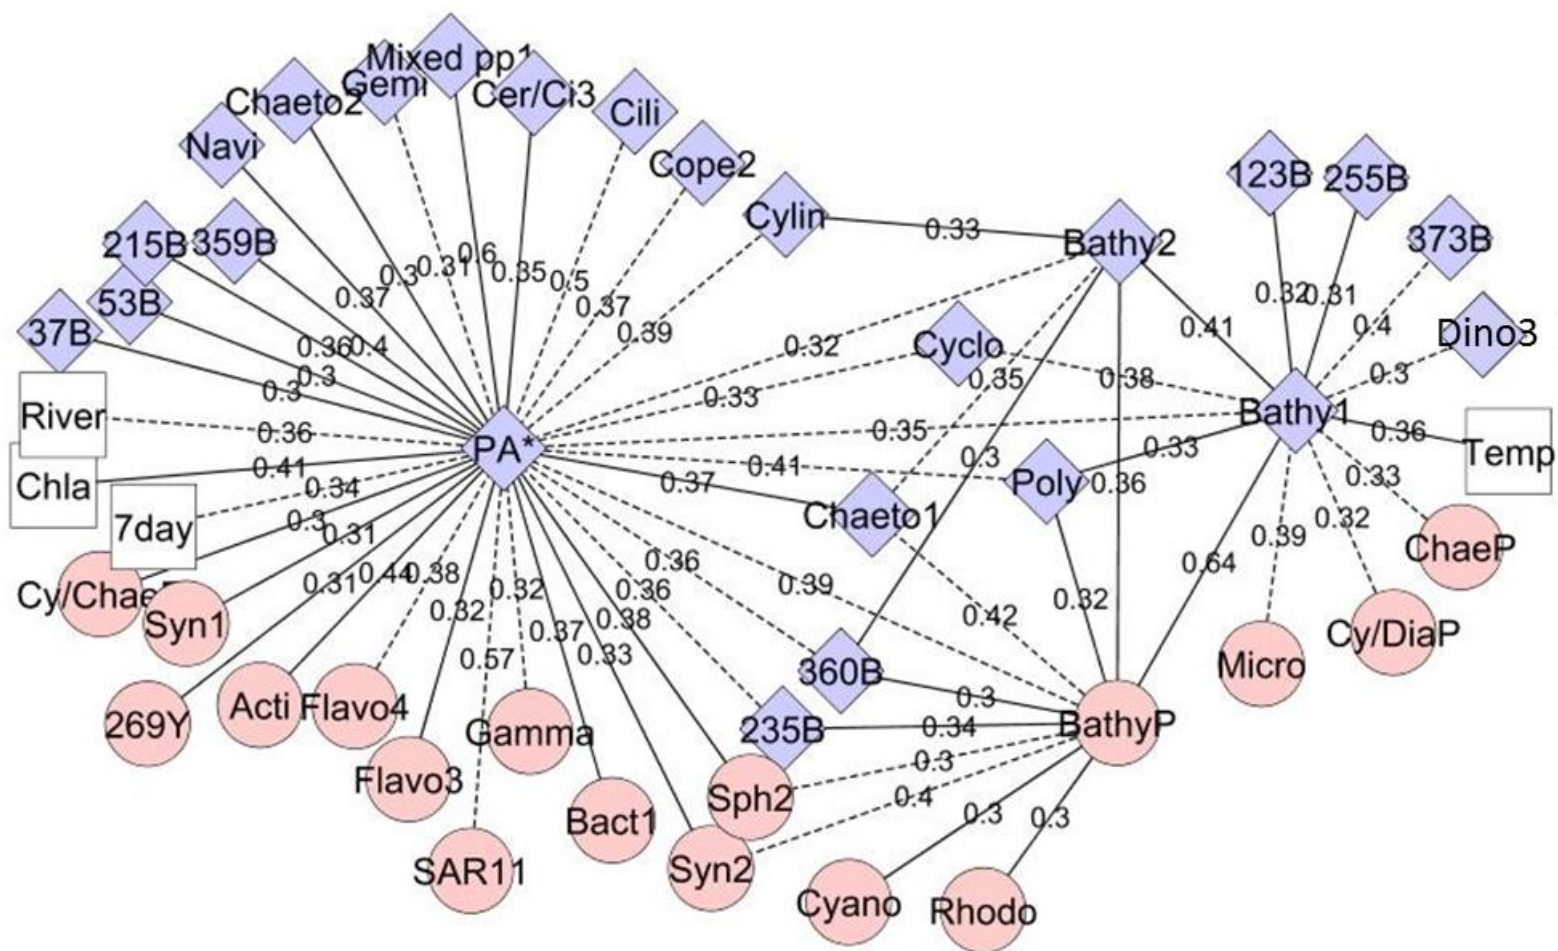 Mixed pp1
Gemi
Cer/Ci3
Chaeto2
Cili
Navi
Cope2
123B
255B
Cylin
215B
359B
0.33
Bathy2
373B
0.3
0.31
0.6
0.35
0.5
0.37
0.37
0.32
0.31
53B
37B
0.39
0.41
0.4
Dino3
0.36
0.4
0.32
Cyclo
0.3
0.3
0.33
0.35
0.38
0.3
River
0.36
0.35
Bathy1
0.36
PA*
0.33
Temp
0.41
0.41
0.3
Chla
0.34
0.37
Poly
0.36
0.33
7day
0.3
0.31
Chaeto1
0.39
0.32
ChaeP
0.31
0.44
0.38
0.32
0.36
0.36
0.39
0.64
Syn1
0.32
0.37
0.38
0.42
0.32
Cy/DiaP
0.57
0.33
360B
Micro
269Y
Acti
Flavo4
Gamma
0.3
235B
0.34
BathyP
Flavo3
0.3
Sph2
0.4
Bact1
0.3
0.3
SAR11
Syn2
Cyano
Rhodo